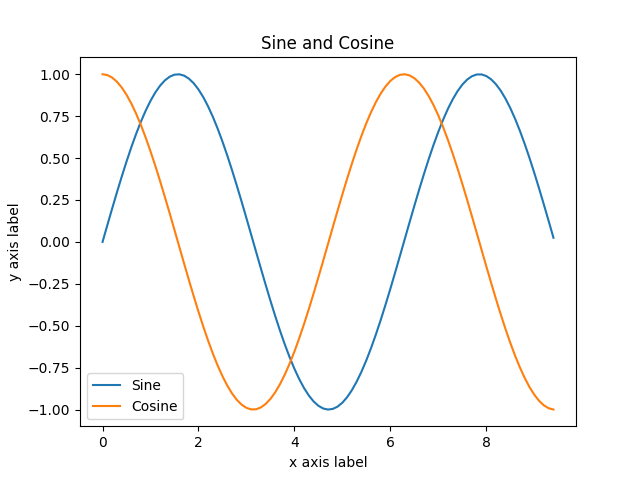 Sine and Cosine
1.00
0.75
0.50
0.25
0.00
−0.25
−0.50
−0.75
−1.00
y axis label
Sine
Cosine
0 2 4 6 8
x axis label